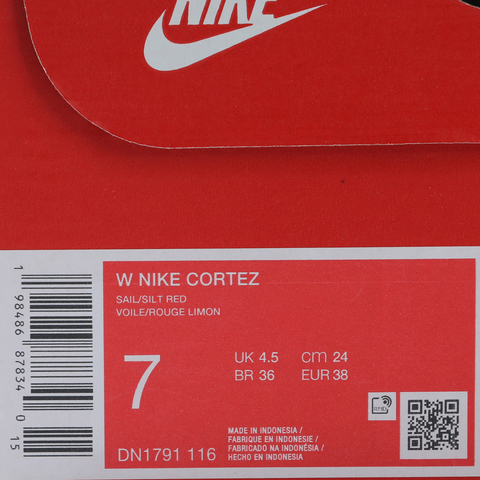 NIKE
W NIKE CORTEZ
SAIL/SILT RED
VOILE/ROUGE LIMON
7
UK 4.5 cm 24
BR 36 EUR 38
RFID
DN1791 116
MADE IN INDONESIA /
FABRIQUE EN INDONESIE /
FABRICADO NA INDONÉSIA /
HECHO EN INDONESIA
1 98486 87834 0 15